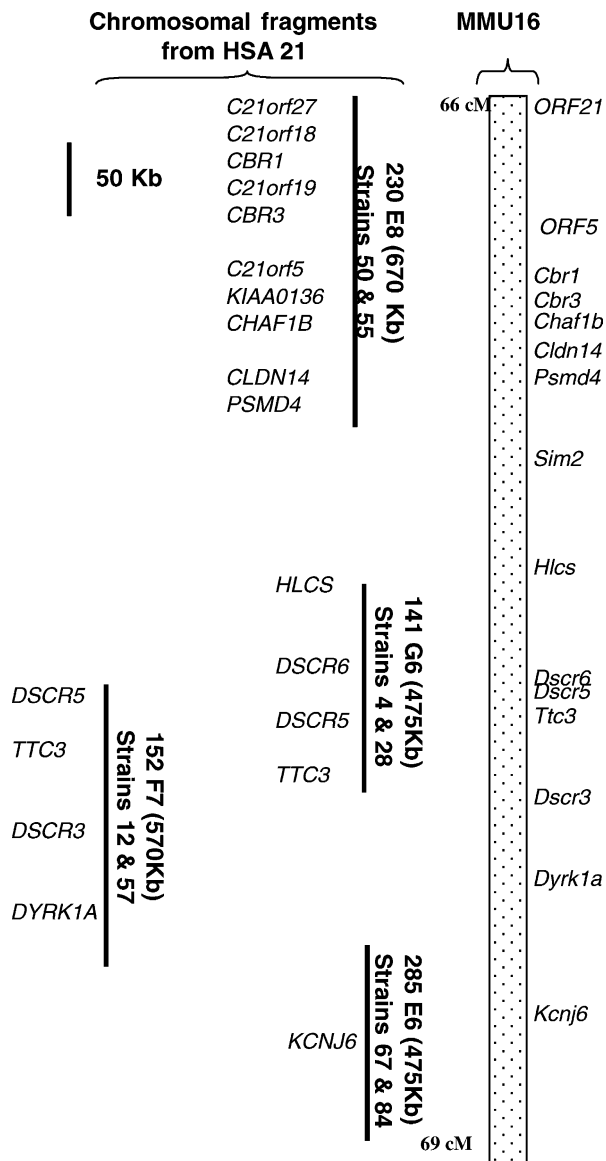 Chromosomal fragments
from HSA 21
MMU16
66 cM
50 Kb
C21orf27
C21orf18
CBR1
C21orf19
CBR3
C21orf5
KIAA0136
CHAF1B
CLDN14
PSMD4
230 E8 (670 Kb)
Strains 50 & 55
HLCS
DSCR6
DSCR5
TTC3
141 G6 (475Kb)
Strains 4 & 28
DSCR5
TTC3
DSCR3
DYRK1A
152 F7 (570Kb)
Strains 12 & 57
KCNJ6
285 E6 (475Kb)
Strains 67 & 84
ORF21
ORF5
Cbr1
Cbr3
Chaf1b
Cldn14
Psmd4
Sim2
Hlcs
Dscr6
Dscr5
Ttc3
Dscr3
Dyrk1a
Kcnj6
69 cM